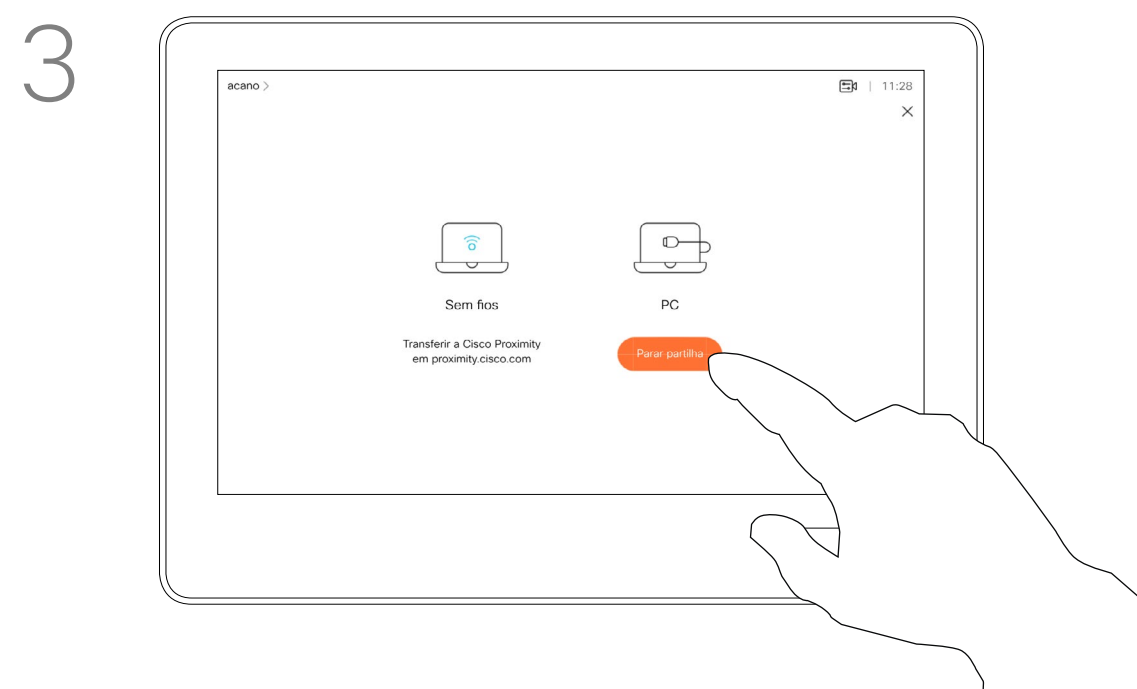 3
acano >
11:28
Sem fios
PC
Transferir a Cisco Proximity
em proximity.cisco.com
Parar partilha